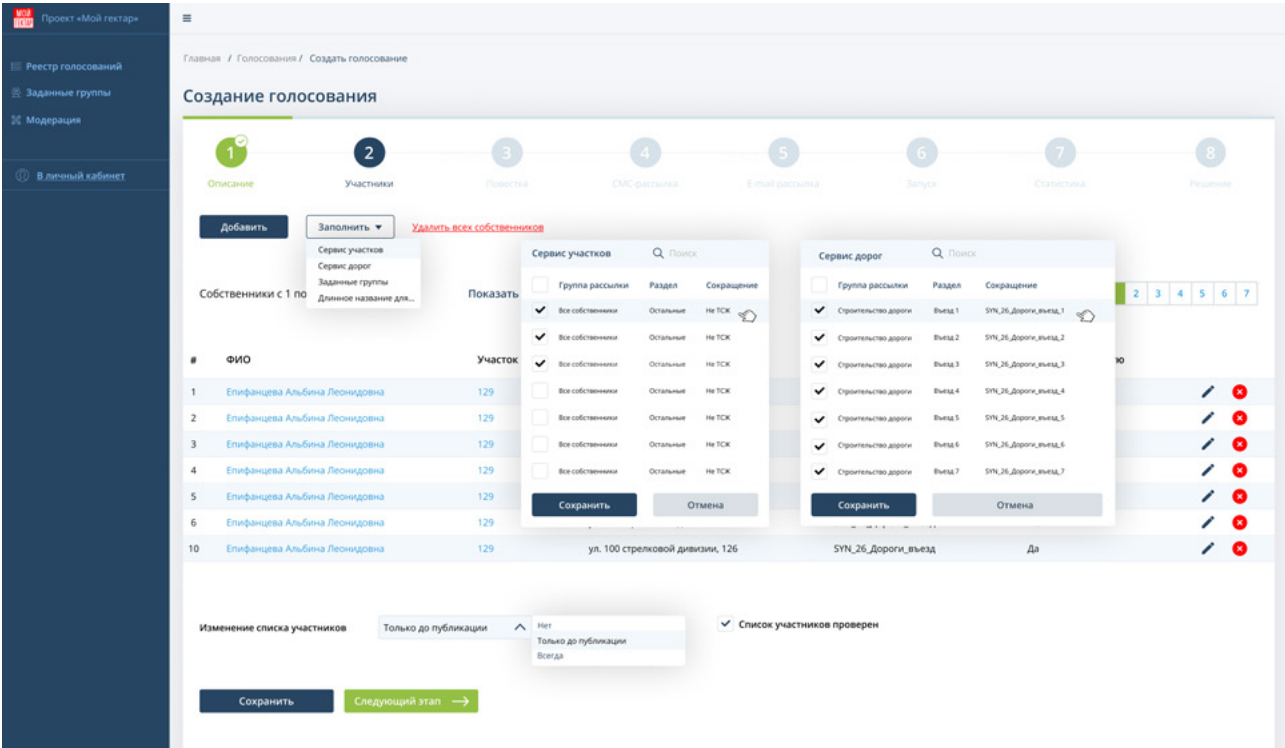 МОЙ ГЕКТАР
Проект «Мой гектар»
Реестр голосований
Заданные группы
Модерация
В личный кабинет
Главная / Голосования / Создать голосование
Создание голосования
1 2 3 4 5 6 7 8
Описание Участники Повестка СМС-рассылка E-mail рассылка Запуск Статистика Решение
Добавить Заполнить Удалить всех собственников
Сервис участков
Сервис дорог
Заданные группы
Длинное название для...
Собственники с 1 по Показать 2 3 4 5 6 7
Сервис участков Поиск
Группа рассылки Раздел Сокращение
Все собственники Остальные Не ТСЖ
Все собственники Остальные Не ТСЖ
Все собственники Остальные Не ТСЖ
Все собственники Остальные Не ТСЖ
Все собственники Остальные Не ТСЖ
Все собственники Остальные Не ТСЖ
Все собственники Остальные Не ТСЖ
Сохранить Отмена
Сервис дорог Поиск
Группа рассылки Раздел Сокращение
Строительство дороги Въезд 1 SYN_26_Дороги_въезд_1
Строительство дороги Въезд 2 SYN_26_Дороги_въезд_2
Строительство дороги Въезд 3 SYN_26_Дороги_въезд_3
Строительство дороги Въезд 4 SYN_26_Дороги_въезд_4
Строительство дороги Въезд 5 SYN_26_Дороги_въезд_5
Строительство дороги Въезд 6 SYN_26_Дороги_въезд_6
Строительство дороги Въезд 7 SYN_26_Дороги_въезд_7
Сохранить Отмена
# ФИО Участок
1 Епифанцева Альбина Леонидовна 129
2 Епифанцева Альбина Леонидовна 129
3 Епифанцева Альбина Леонидовна 129
4 Епифанцева Альбина Леонидовна 129
5 Епифанцева Альбина Леонидовна 129
6 Епифанцева Альбина Леонидовна 129
10 Епифанцева Альбина Леонидовна 129 ул. 100 стрелковой дивизии, 126 SYN_26_Дороги_въезд Да
Изменение списка участников Только до публикации
Нет
Только до публикации
Всегда
Список участников проверен
Сохранить Следующий этап